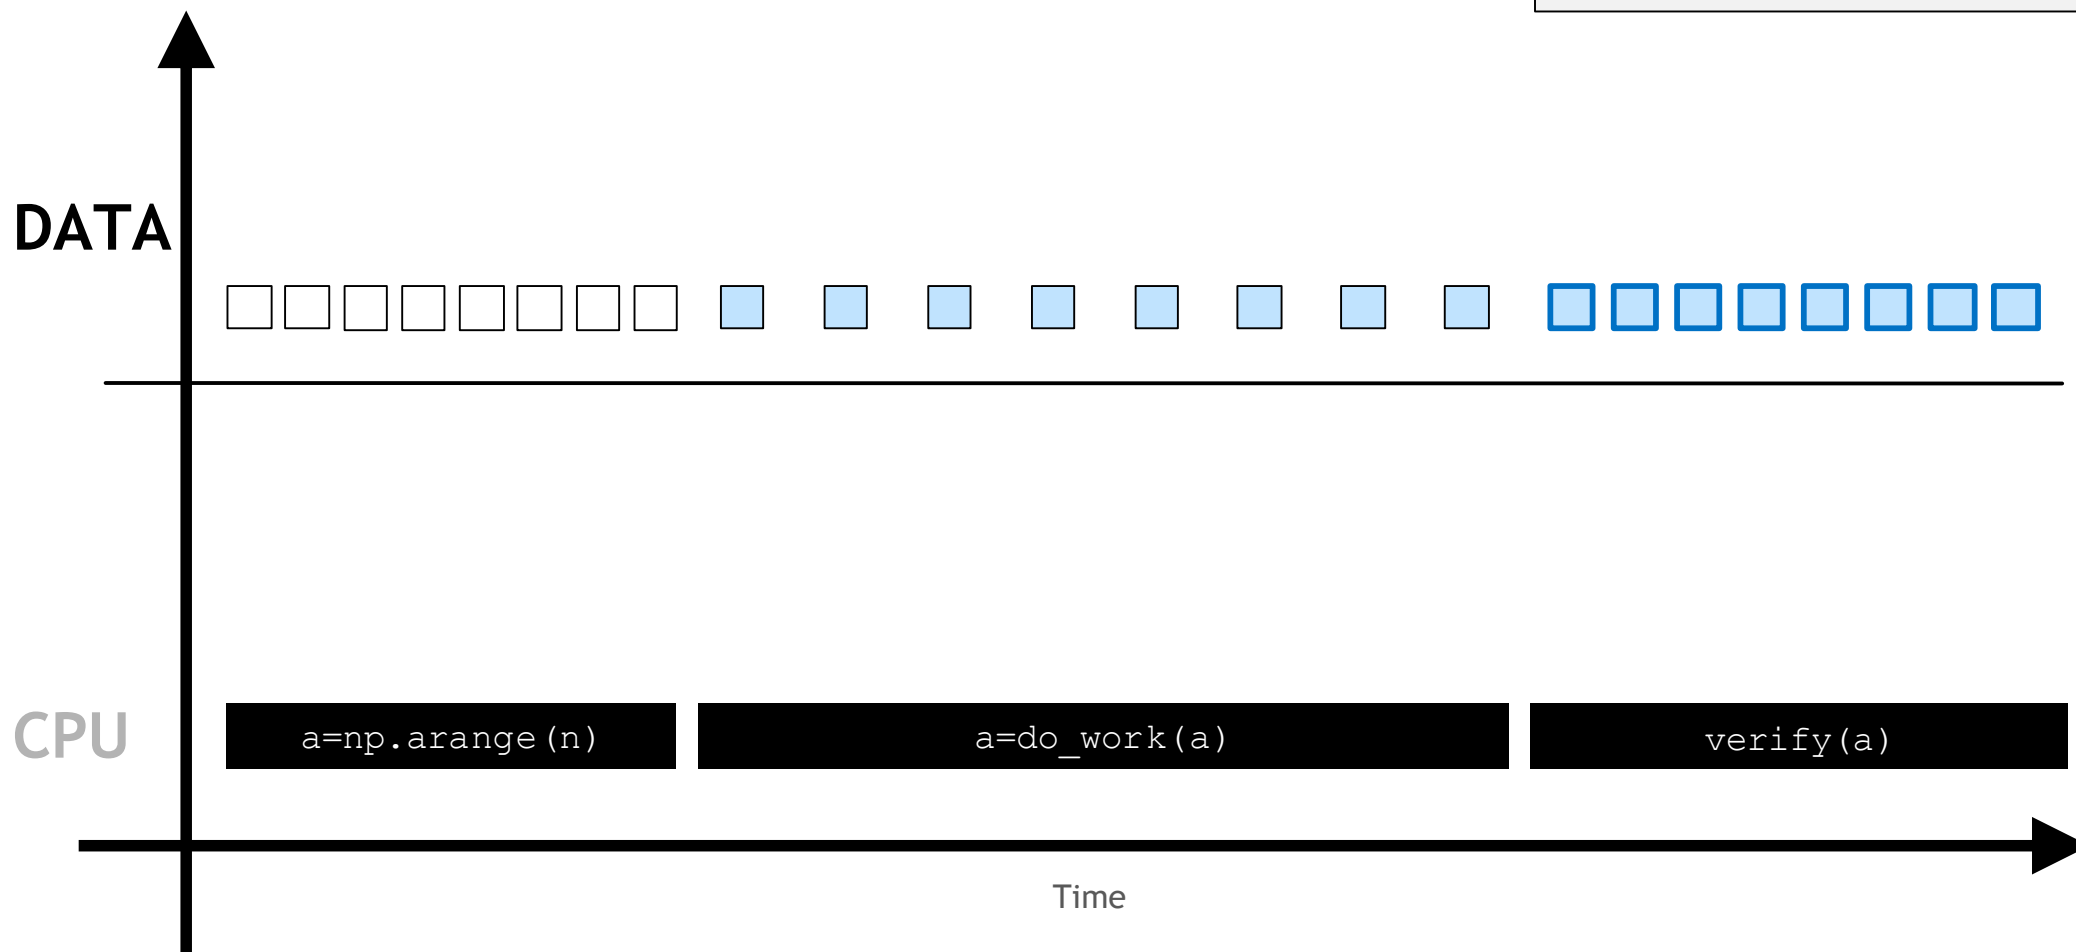 DATA
CPU
a=np.arange(n)
a=do_work(a)
verify(a)
Time